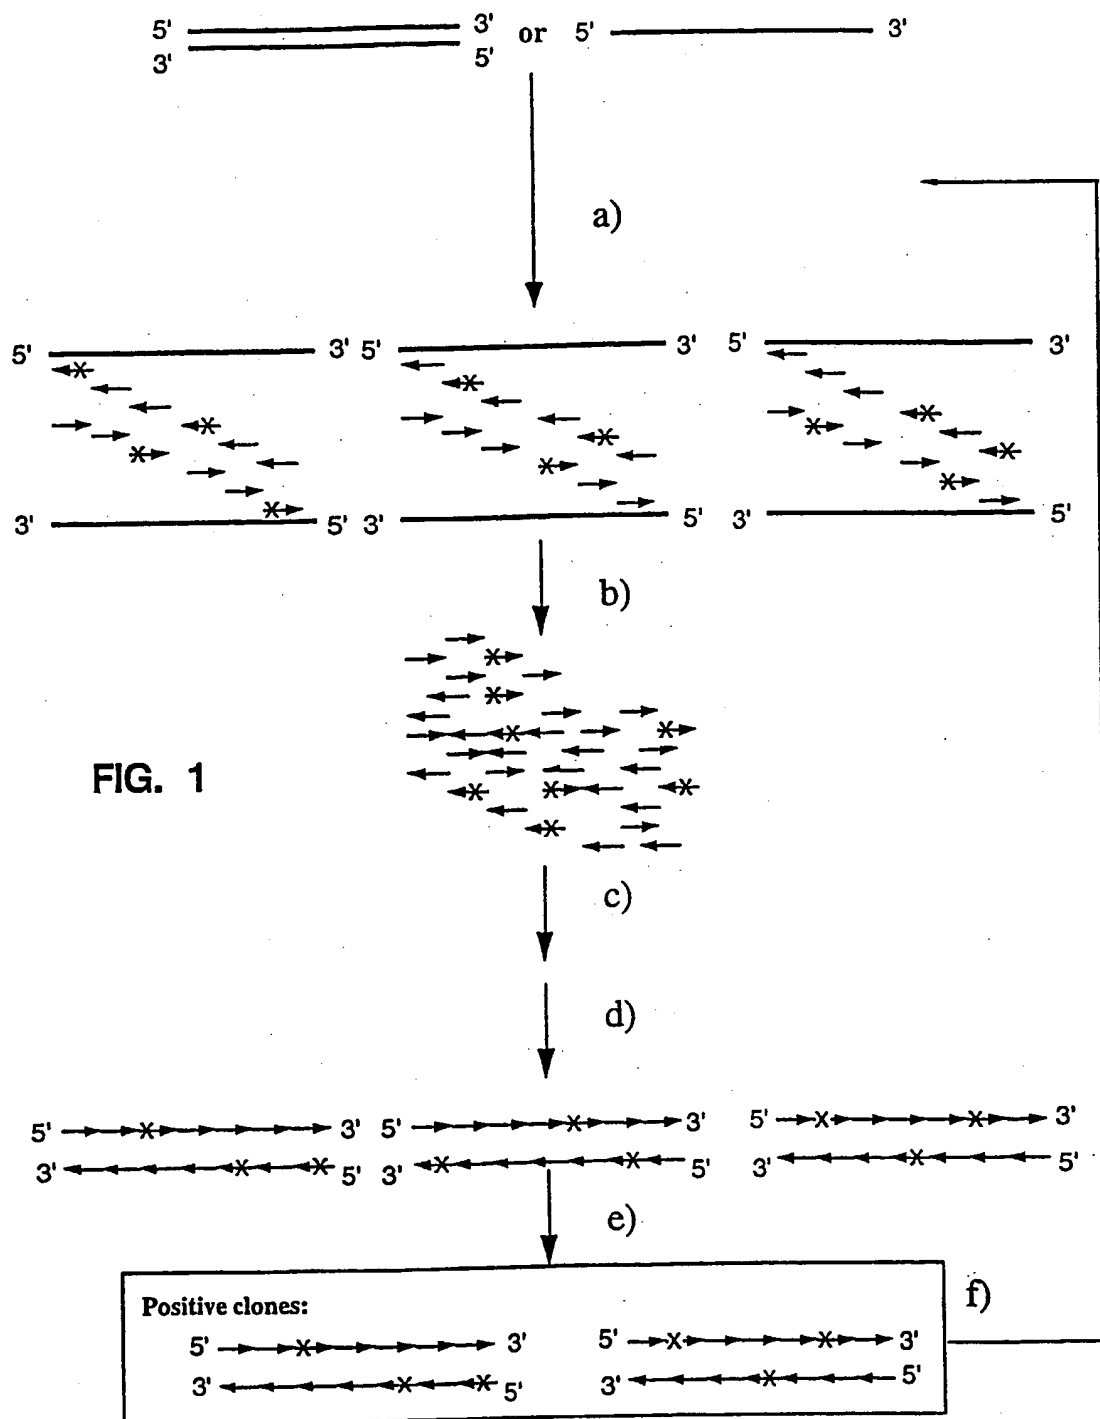 5' 3' or 5' 3'
3' 5'
a)
5' 3' 5' 3' 5' 3'
3' 5' 3' 5' 3' 5'
b)
FIG. 1
c)
d)
5' 3' 5' 3' 5' 3'
3' 5' 3' 5' 3' 5'
e)
Positive clones:
f)
5' 3' 5' 3'
3' 5' 3' 5'